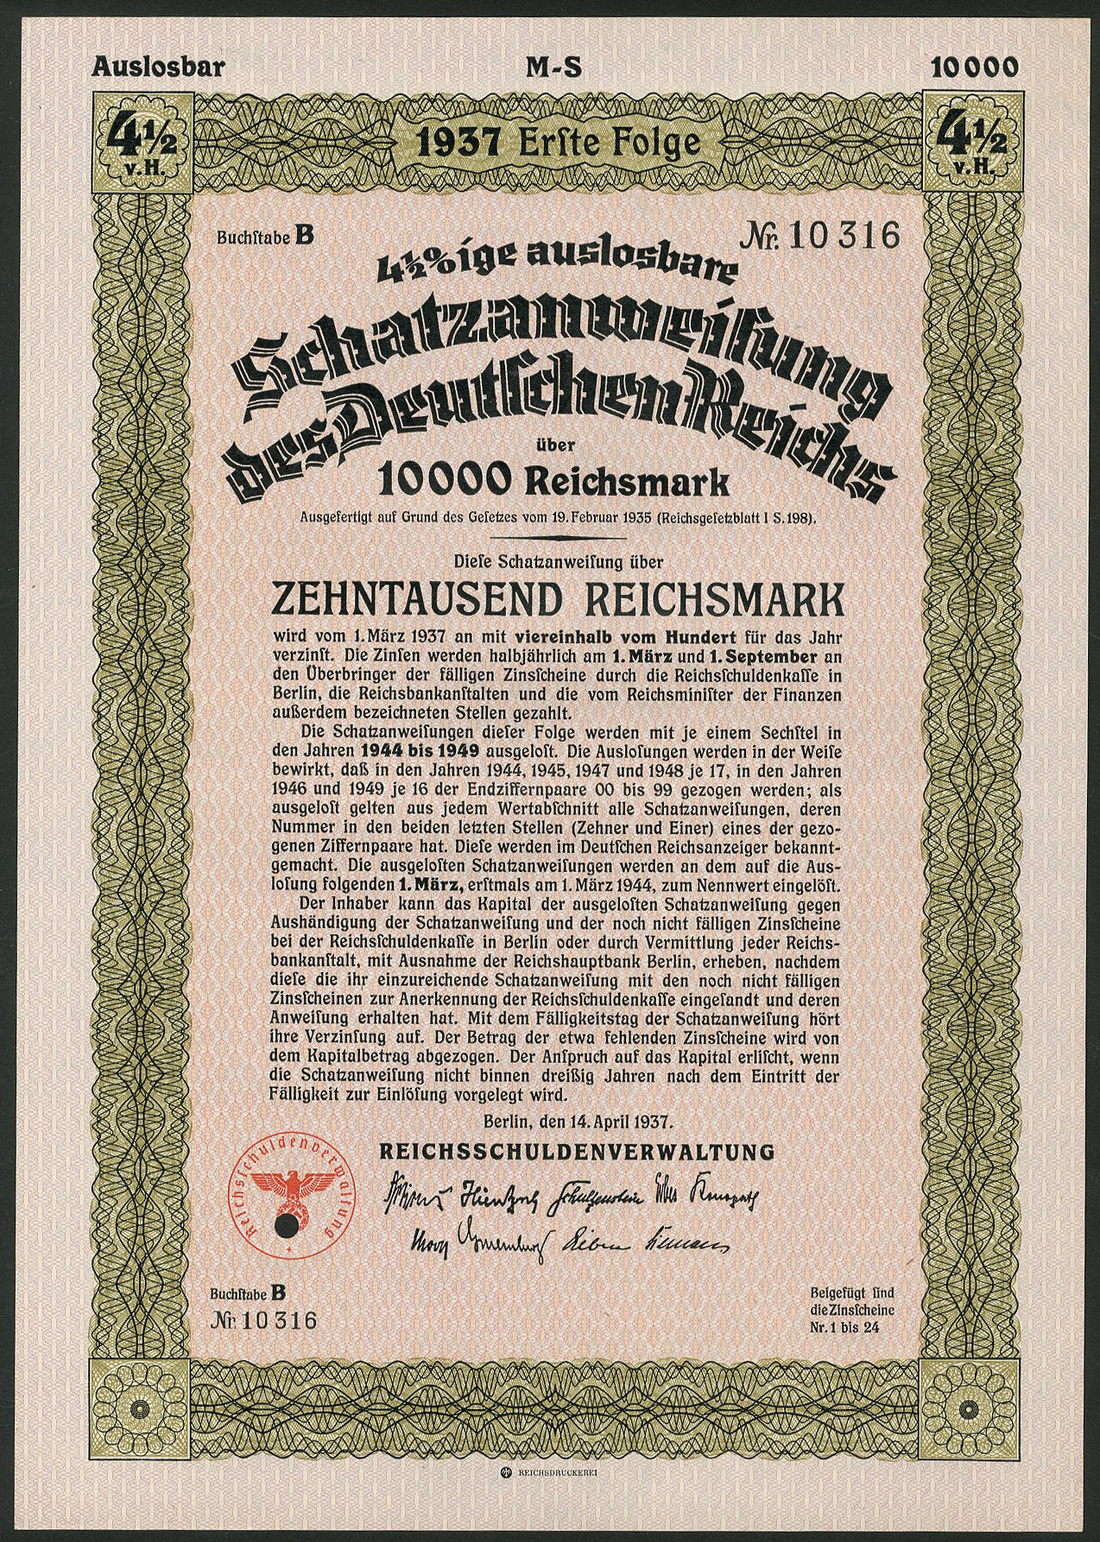 Auslosbar M-S 10000
4½ v.H. 1937 Erſte Folge 4½ v.H.
Buchſtabe B Nr. 10316
4½%ige auslosbare
Schatzanweiſung
des Deutſchen Reichs
über
10000 Reichsmark
Ausgefertigt auf Grund des Geſetzes vom 19. Februar 1935 (Reichsgeſetzblatt I S. 198).
Dieſe Schatzanweiſung über
ZEHNTAUSEND REICHSMARK
wird vom 1. März 1937 an mit viereinhalb vom Hundert für das Jahr
verzinſt. Die Zinſen werden halbjährlich am 1. März und 1. September an
den Überbringer der fälligen Zinsſcheine durch die Reichsſchuldenkaſſe in
Berlin, die Reichsbankanſtalten und die vom Reichsminiſter der Finanzen
außerdem bezeichneten Stellen gezahlt.
Die Schatzanweiſungen dieſer Folge werden mit je einem Sechſtel in
den Jahren 1944 bis 1949 ausgeloſt. Die Ausloſungen werden in der Weiſe
bewirkt, daß in den Jahren 1944, 1945, 1947 und 1948 je 17, in den Jahren
1946 und 1949 je 16 der Endziffernpaare 00 bis 99 gezogen werden; als
ausgeloſt gelten aus jedem Wertabſchnitt alle Schatzanweiſungen, deren
Nummer in den beiden letzten Stellen (Zehner und Einer) eines der gezo-
genen Ziffernpaare hat. Dieſe werden im Deutſchen Reichsanzeiger bekannt-
gemacht. Die ausgeloſten Schatzanweiſungen werden an dem auf die Aus-
loſung folgenden 1. März, erſtmals am 1. März 1944, zum Nennwert eingelöſt.
Der Inhaber kann das Kapital der ausgeloſten Schatzanweiſung gegen
Aushändigung der Schatzanweiſung und der noch nicht fälligen Zinsſcheine
bei der Reichsſchuldenkaſſe in Berlin oder durch Vermittlung jeder Reichs-
bankanſtalt, mit Ausnahme der Reichshauptbank Berlin, erheben, nachdem
dieſe die ihr einzureichende Schatzanweiſung mit den noch nicht fälligen
Zinsſcheinen zur Anerkennung der Reichsſchuldenkaſſe eingeſandt und deren
Anweiſung erhalten hat. Mit dem Fälligkeitstag der Schatzanweiſung hört
ihre Verzinſung auf. Der Betrag der etwa fehlenden Zinsſcheine wird von
dem Kapitalbetrag abgezogen. Der Anſpruch auf das Kapital erliſcht, wenn
die Schatzanweiſung nicht binnen dreißig Jahren nach dem Eintritt der
Fälligkeit zur Einlöſung vorgelegt wird.
Berlin, den 14. April 1937.
REICHSSCHULDENVERWALTUNG
Reichsſchuldenverwaltung
Buchſtabe B
Nr. 10316
Beigefügt ſind
die Zinsſcheine
Nr. 1 bis 24
REICHSDRUCKEREI